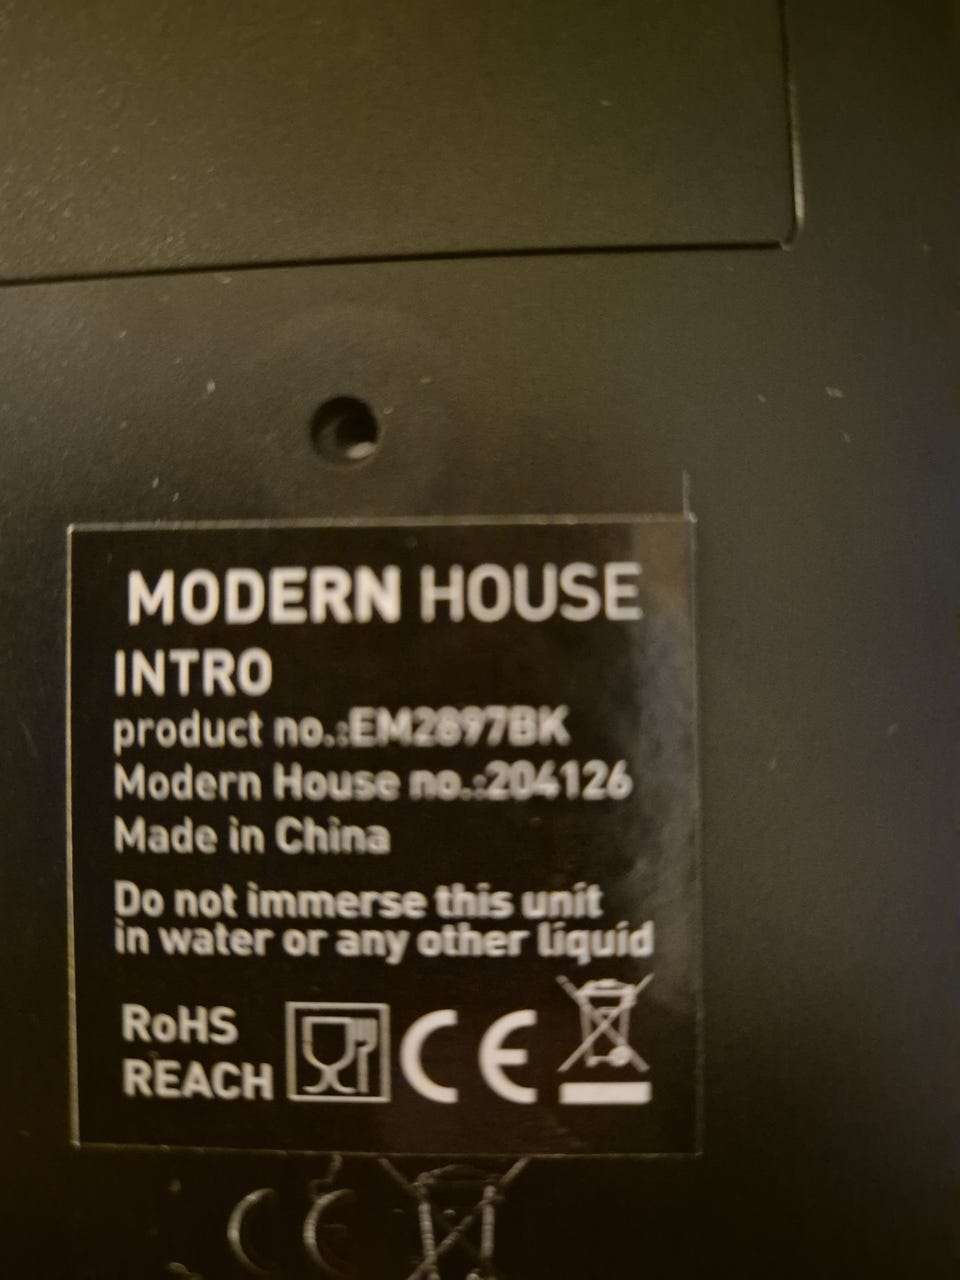 MODERN HOUSE
INTRO
product no.:EM2897BK
Modern House no.:204126
Made in China
Do not immerse this unit
in water or any other liquid
RoHS
REACH
CE
CE